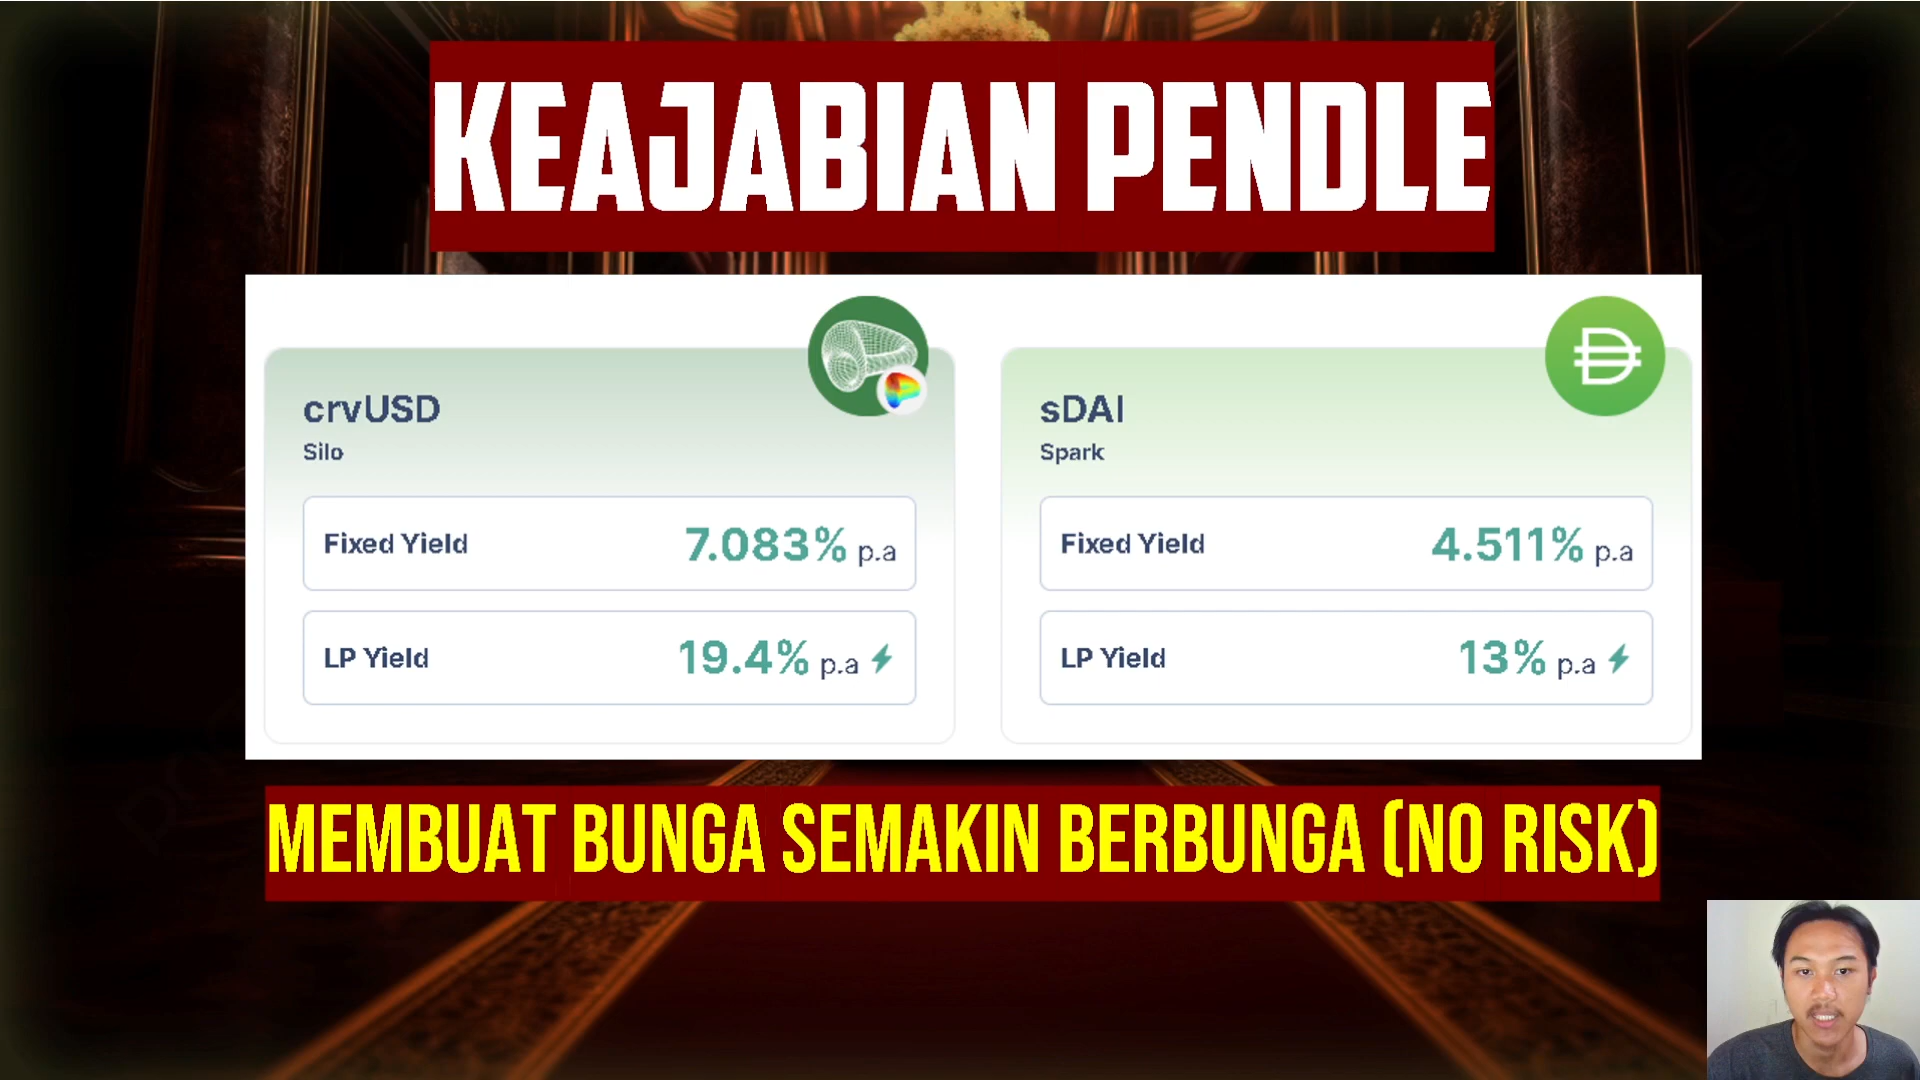 KEAJABIAN PENDLE
crvUSD
Silo
Fixed Yield 7.083% p.a
LP Yield 19.4% p.a
sDAI
Spark
Fixed Yield 4.511% p.a
LP Yield 13% p.a
MEMBUAT BUNGA SEMAKIN BERBUNGA (NO RISK)